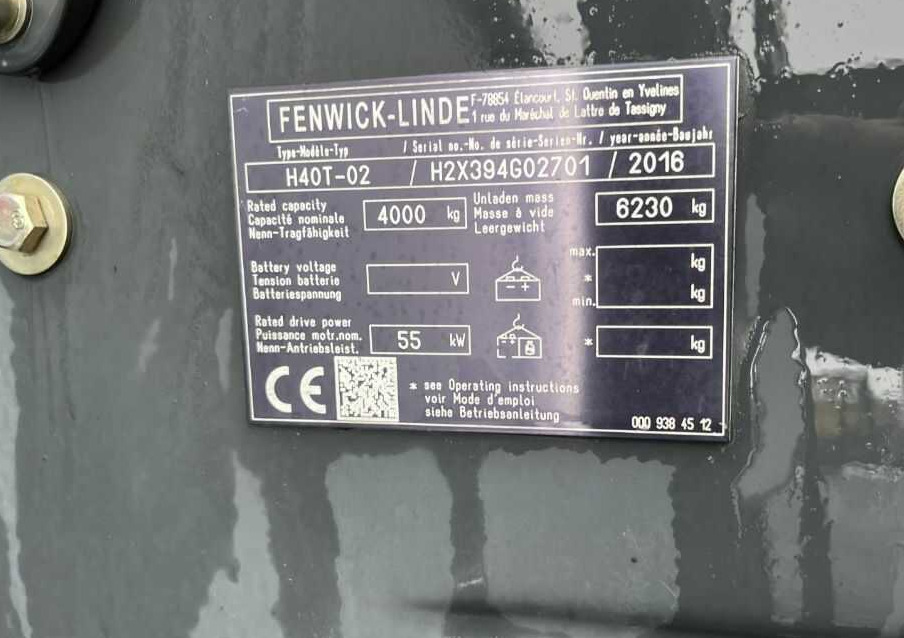 FENWICK-LINDE F-78854 Élancourt, St. Quentin en Yvelines
1 rue du Maréchal de Lattre de Tassigny
Type-Modèle-Typ / Serial no.-No. de série-Serien-Nr. / year-année-Baujahr
H40T-02 / H2X394G02701 / 2016
Rated capacity
Capacité nominale
Nenn-Tragfähigkeit
4000 kg
Unladen mass
Masse à vide
Leergewicht
6230 kg
Battery voltage
Tension batterie
Batteriespannung
V
- +
max.
*
min.
kg
kg
Rated drive power
Puissance motr.nom.
Nenn-Antriebsleist.
55 kW
* kg
CE
* see Operating instructions
voir Mode d'emploi
siehe Betriebsanleitung
000 938 45 12